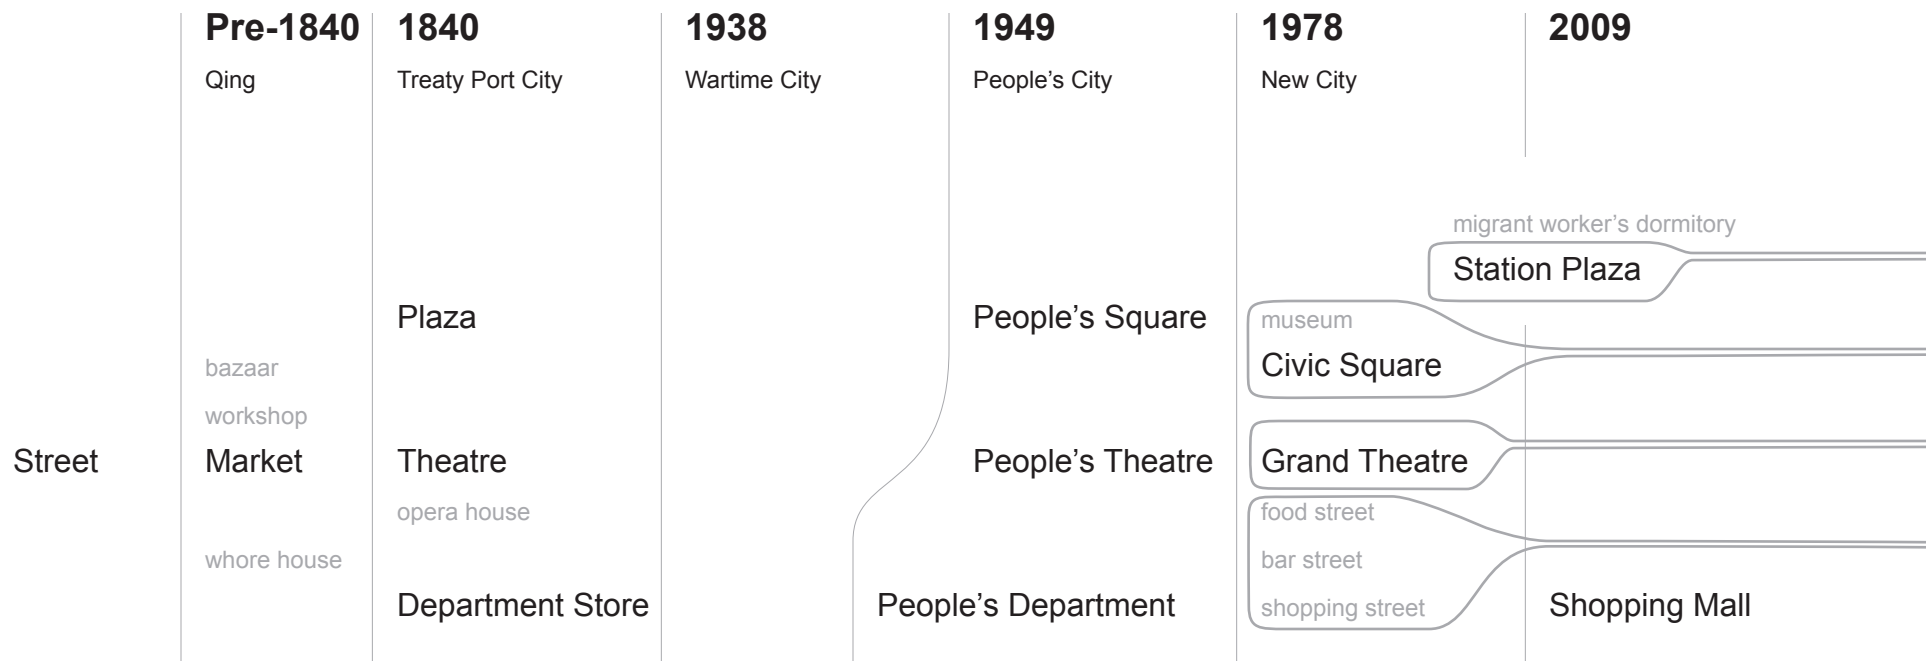 Pre-1840 1840 1938 1949 1978 2009
Qing Treaty Port City Wartime City People’s City New City
migrant worker’s dormitory
Station Plaza
Plaza People’s Square museum
bazaar Civic Square
workshop
Street Market Theatre People’s Theatre Grand Theatre
opera house food street
whore house bar street
Department Store People’s Department shopping street Shopping Mall